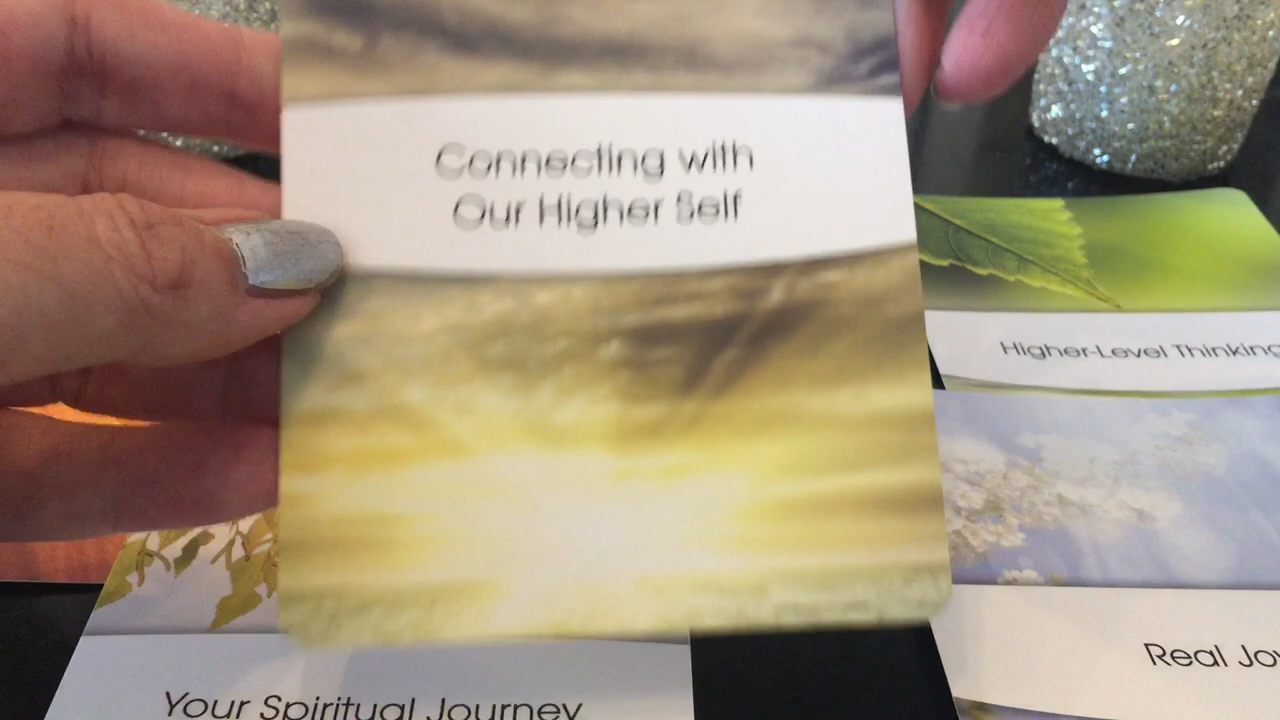 Connecting with
Our Higher Self
Higher-Level Thinking
Real Jo
Your Spiritual Journey